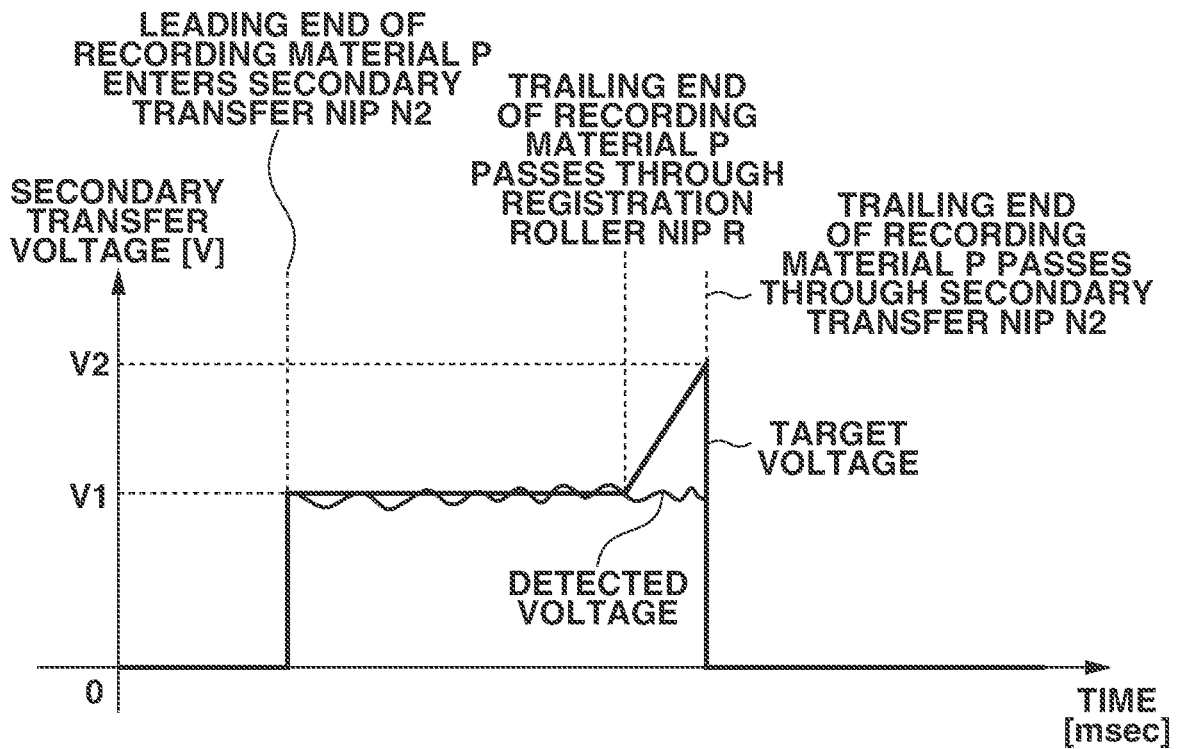 LEADING END OF
RECORDING MATERIAL P
ENTERS SECONDARY
TRANSFER NIP N2
TRAILING END
OF RECORDING
MATERIAL P
PASSES THROUGH
REGISTRATION
ROLLER NIP R
SECONDARY
TRANSFER
VOLTAGE [V]
TRAILING END
OF RECORDING
MATERIAL P PASSES
THROUGH SECONDARY
TRANSFER NIP N2
V2
TARGET
VOLTAGE
V1
DETECTED
VOLTAGE
0
TIME
[msec]